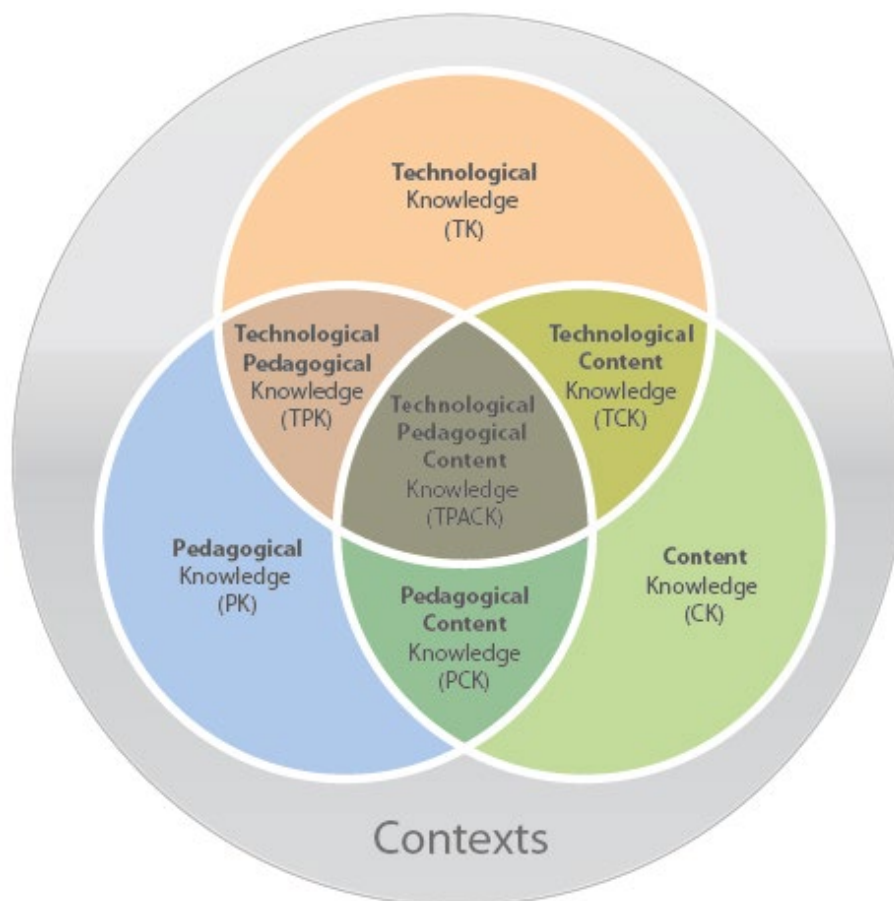 Technological
Knowledge
(TK)
Technological
Pedagogical
Knowledge
(TPK)
Technological
Content
Knowledge
(TCK)
Technological
Pedagogical
Content
Knowledge
(TPACK)
Pedagogical
Knowledge
(PK)
Content
Knowledge
(CK)
Pedagogical
Content
Knowledge
(PCK)
Contexts